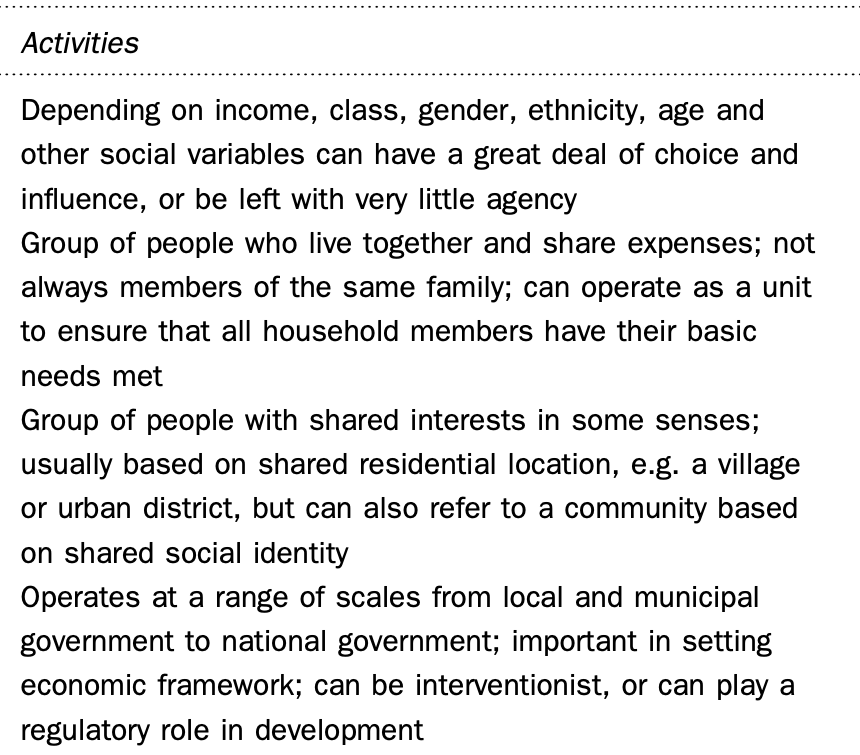 Activities
Depending on income, class, gender, ethnicity, age and
other social variables can have a great deal of choice and
influence, or be left with very little agency
Group of people who live together and share expenses; not
always members of the same family; can operate as a unit
to ensure that all household members have their basic
needs met
Group of people with shared interests in some senses;
usually based on shared residential location, e.g. a village
or urban district, but can also refer to a community based
on shared social identity
Operates at a range of scales from local and municipal
government to national government; important in setting
economic framework; can be interventionist, or can play a
regulatory role in development